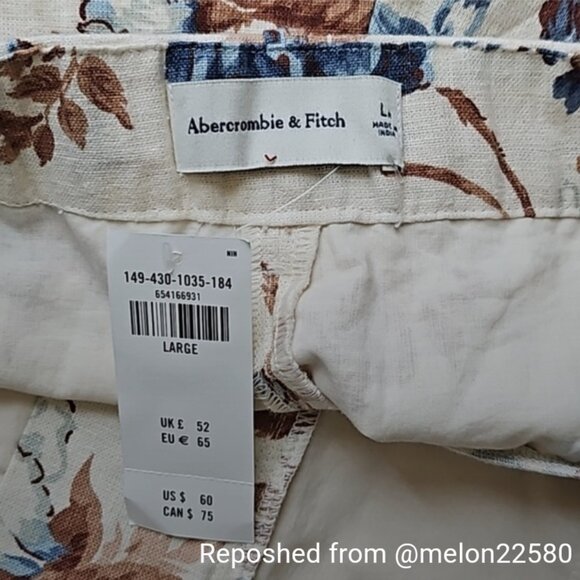 Abercrombie & Fitch
L
MADE IN
INDIA
NIN
149-430-1035-184
654166931
LARGE
UK £ 52
EU € 65
US $ 60
CAN $ 75
Reposhed from @melon22580